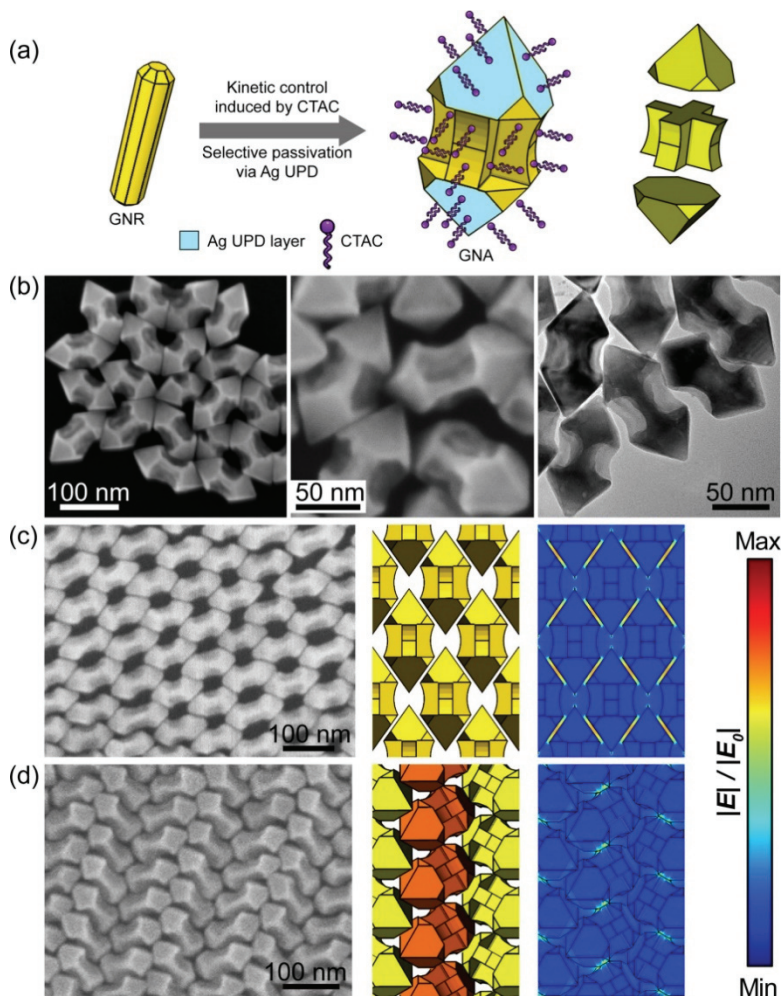 (a)
Kinetic control
induced by CTAC
Selective passivation
via Ag UPD
GNR
Ag UPD layer
CTAC
GNA
(b)
100 nm
50 nm
50 nm
(c)
100 nm
Max
|E| / |E₀|
(d)
100 nm
Min